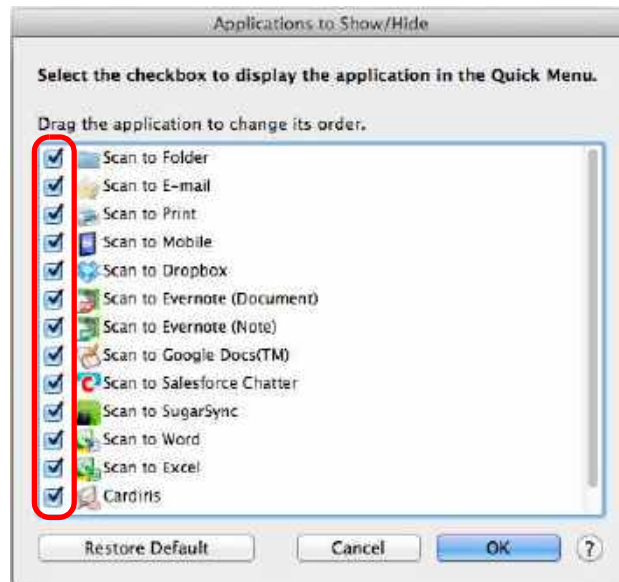 Applications to Show/Hide
Select the checkbox to display the application in the Quick Menu.
Drag the application to change its order.
Scan to Folder
Scan to E-mail
Scan to Print
Scan to Mobile
Scan to Dropbox
Scan to Evernote (Document)
Scan to Evernote (Note)
Scan to Google Docs(TM)
Scan to Salesforce Chatter
Scan to SugarSync
Scan to Word
Scan to Excel
Cardiris
Restore Default Cancel OK ?